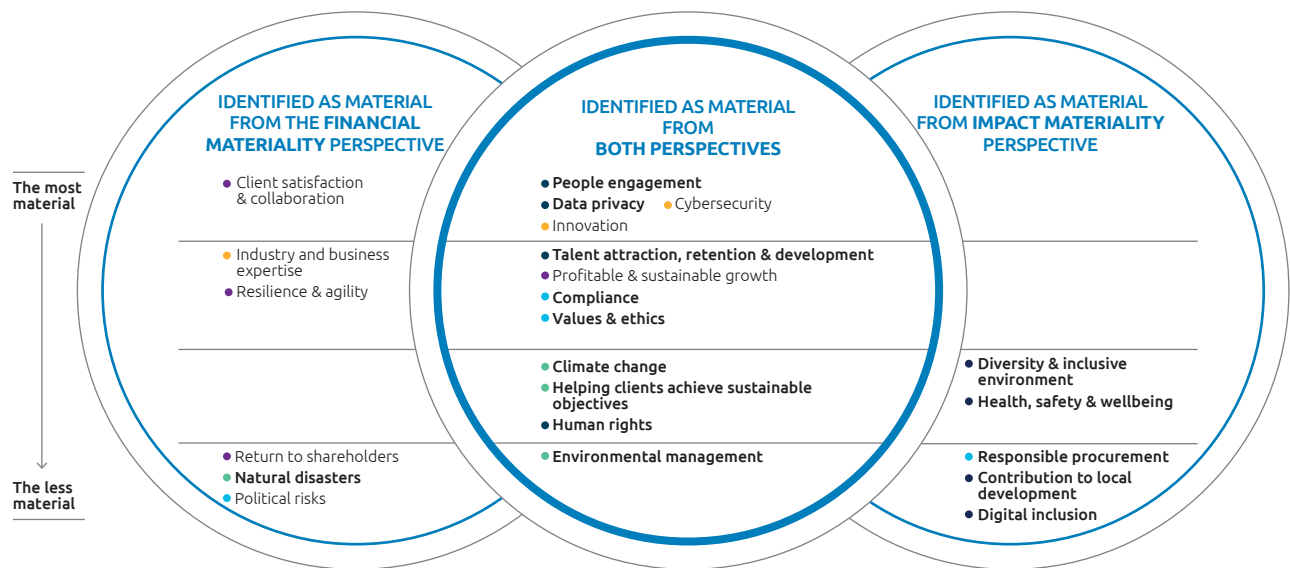 IDENTIFIED AS MATERIAL
FROM THE FINANCIAL
MATERIALITY PERSPECTIVE
IDENTIFIED AS MATERIAL
FROM
BOTH PERSPECTIVES
IDENTIFIED AS MATERIAL
FROM IMPACT MATERIALITY
PERSPECTIVE
The most
material
Client satisfaction
& collaboration
People engagement
Data privacy Cybersecurity
Innovation
Industry and business
expertise
Resilience & agility
Talent attraction, retention & development
Profitable & sustainable growth
Compliance
Values & ethics
Climate change
Helping clients achieve sustainable
objectives
Human rights
Diversity & inclusive
environment
Health, safety & wellbeing
The less
material
Return to shareholders
Natural disasters
Political risks
Environmental management
Responsible procurement
Contribution to local
development
Digital inclusion